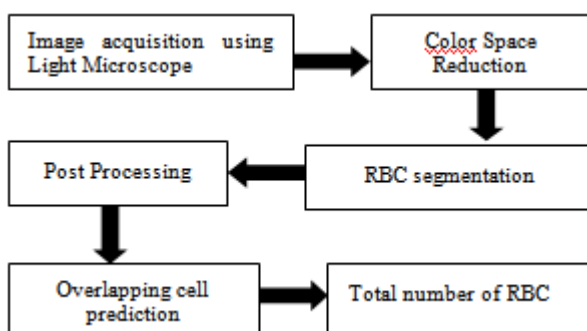 Image acquisition using
Light Microscope
Color Space
Reduction
RBC segmentation
Post Processing
Overlapping cell
prediction
Total number of RBC